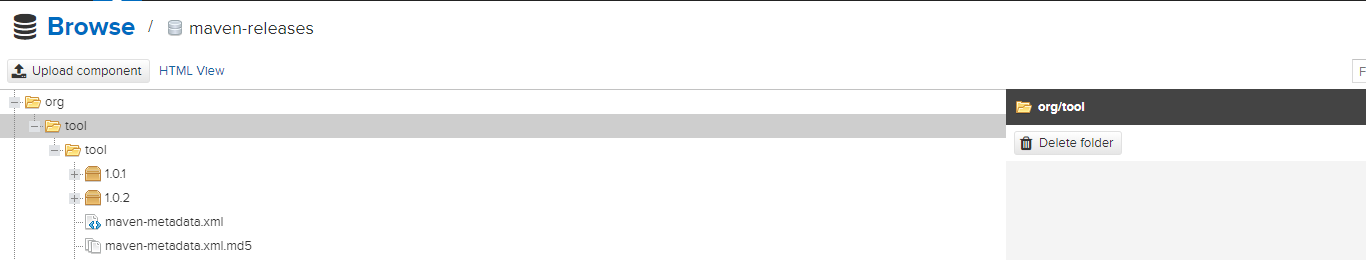 Browse / maven-releases
Upload component HTML View
F
org
org/tool
tool
Delete folder
tool
1.0.1
1.0.2
maven-metadata.xml
maven-metadata.xml.md5